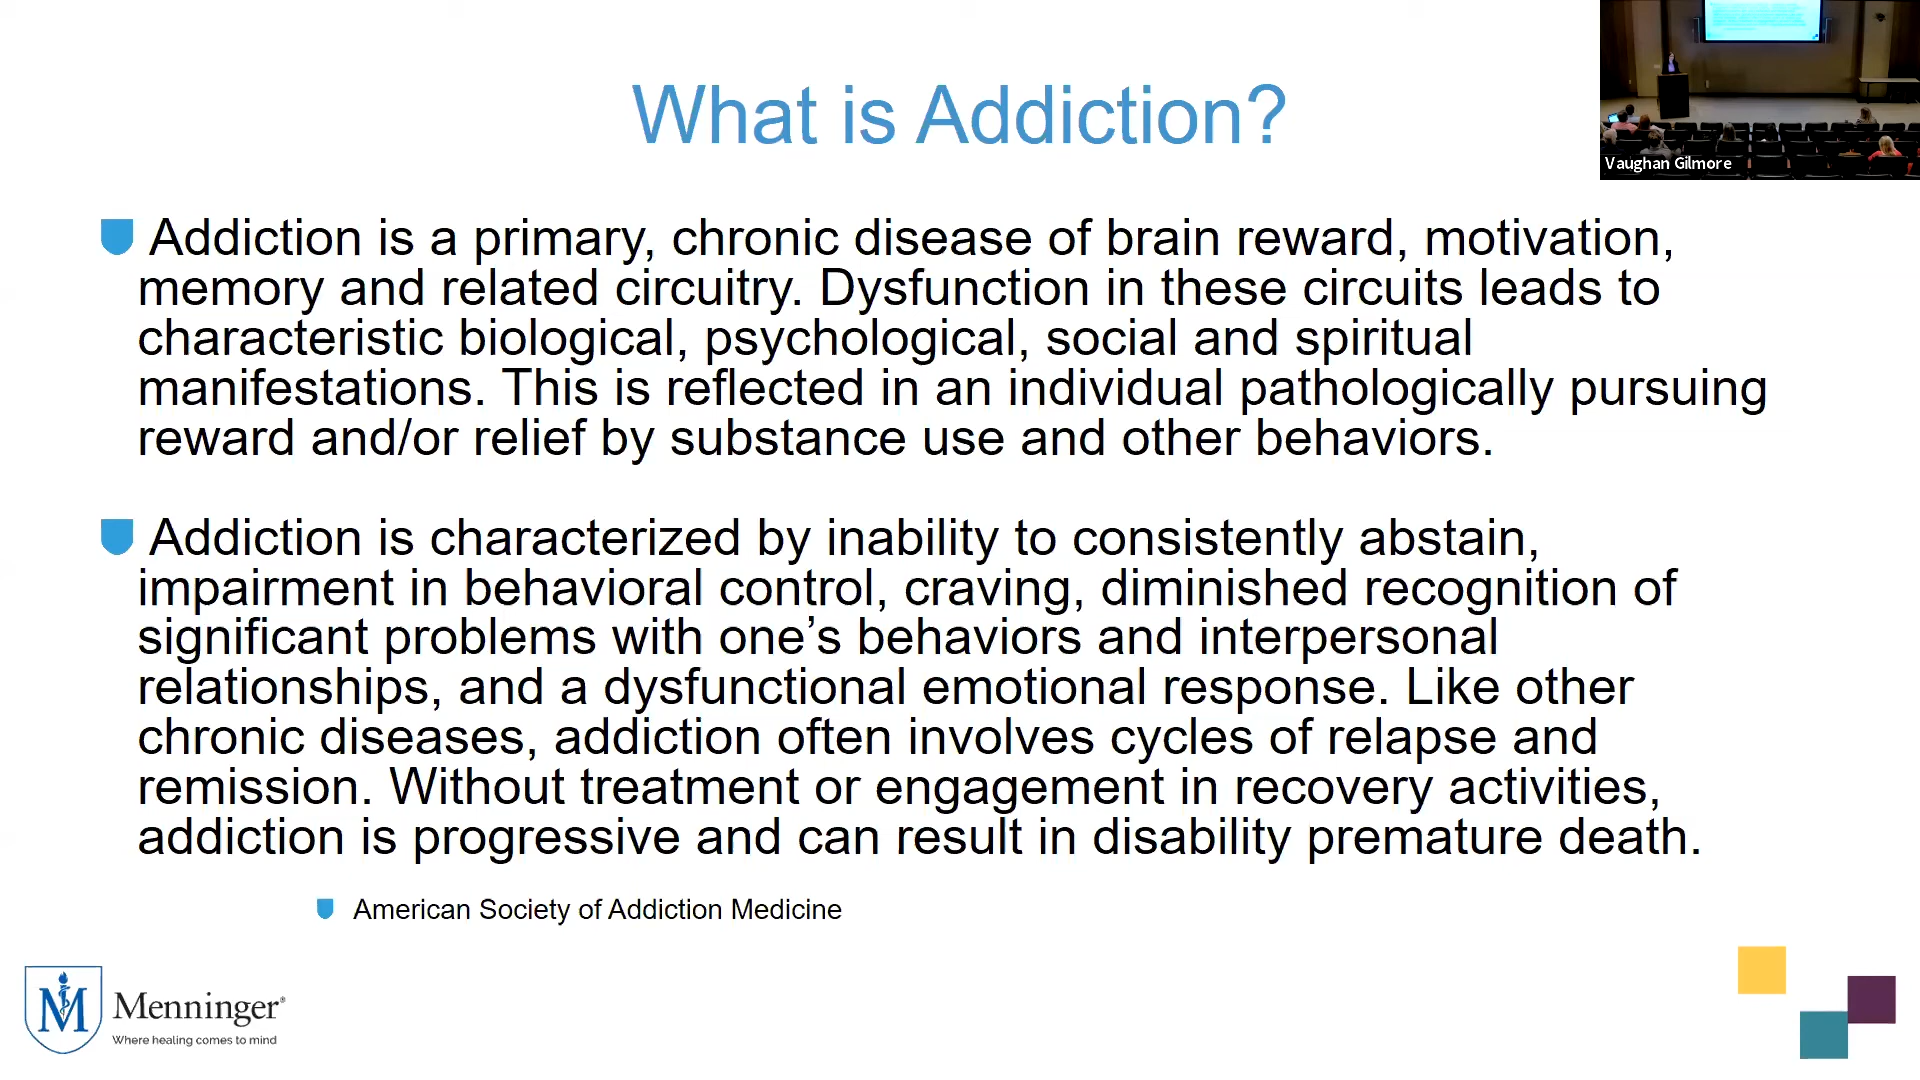 What is Addiction?
Vaughan Gilmore
Addiction is a primary, chronic disease of brain reward, motivation,
memory and related circuitry. Dysfunction in these circuits leads to
characteristic biological, psychological, social and spiritual
manifestations. This is reflected in an individual pathologically pursuing
reward and/or relief by substance use and other behaviors.
Addiction is characterized by inability to consistently abstain,
impairment in behavioral control, craving, diminished recognition of
significant problems with one’s behaviors and interpersonal
relationships, and a dysfunctional emotional response. Like other
chronic diseases, addiction often involves cycles of relapse and
remission. Without treatment or engagement in recovery activities,
addiction is progressive and can result in disability premature death.
American Society of Addiction Medicine
M Menninger®
Where healing comes to mind